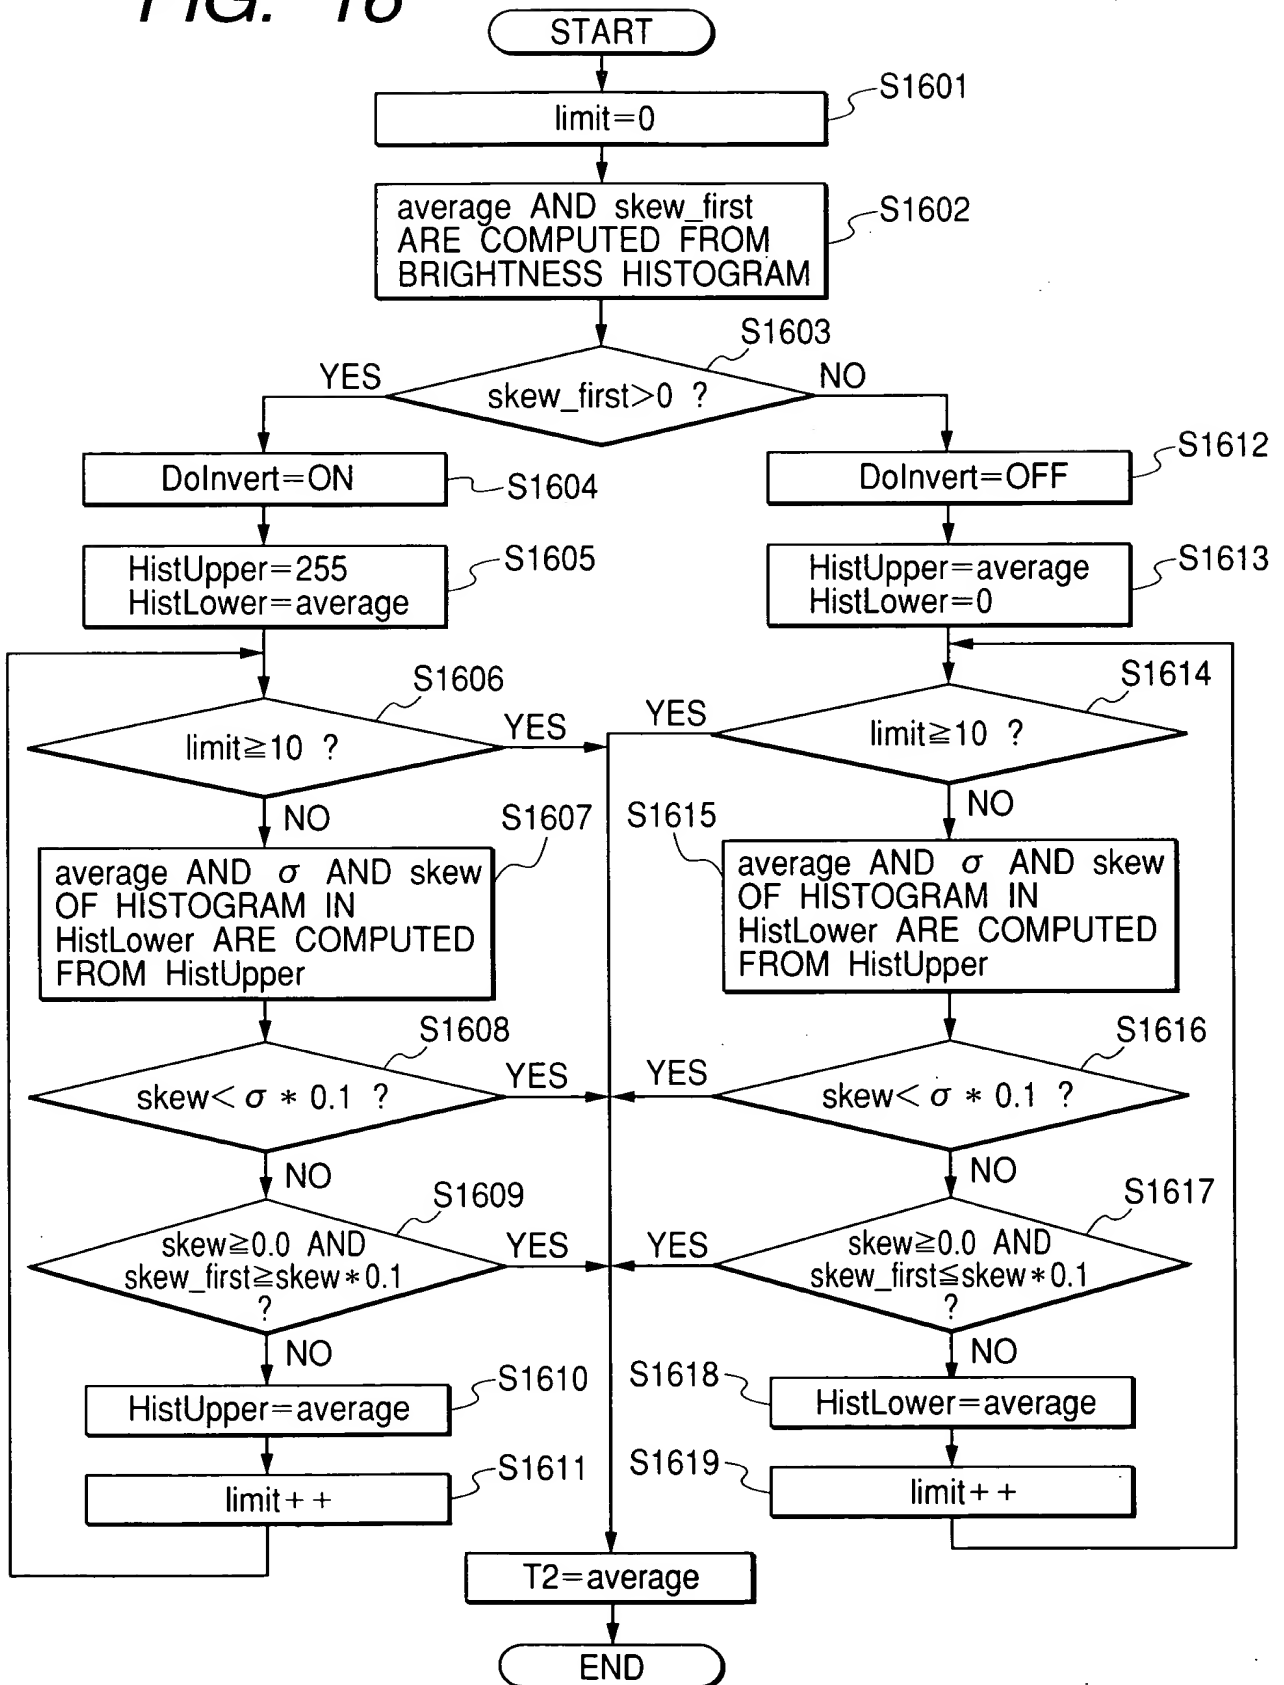 FIG. 16
START
limit=0
S1601
average AND skew_first
ARE COMPUTED FROM
BRIGHTNESS HISTOGRAM
S1602
S1603
YES
skew_first>0 ?
NO
DoInvert=ON
S1604
DoInvert=OFF
S1612
HistUpper=255
HistLower=average
S1605
HistUpper=average
HistLower=0
S1613
S1606
limit≧10 ?
YES
NO
S1614
YES
limit≧10 ?
NO
S1607
average AND σ AND skew
OF HISTOGRAM IN
HistLower ARE COMPUTED
FROM HistUpper
S1615
average AND σ AND skew
OF HISTOGRAM IN
HistLower ARE COMPUTED
FROM HistUpper
S1608
skew< σ * 0.1 ?
YES
NO
S1616
YES
skew< σ * 0.1 ?
NO
S1609
skew≧0.0 AND
skew_first≧skew*0.1
?
YES
NO
S1617
YES
skew≧0.0 AND
skew_first≦skew*0.1
?
NO
HistUpper=average
S1610
S1618
HistLower=average
limit++
S1611
S1619
limit++
T2=average
END